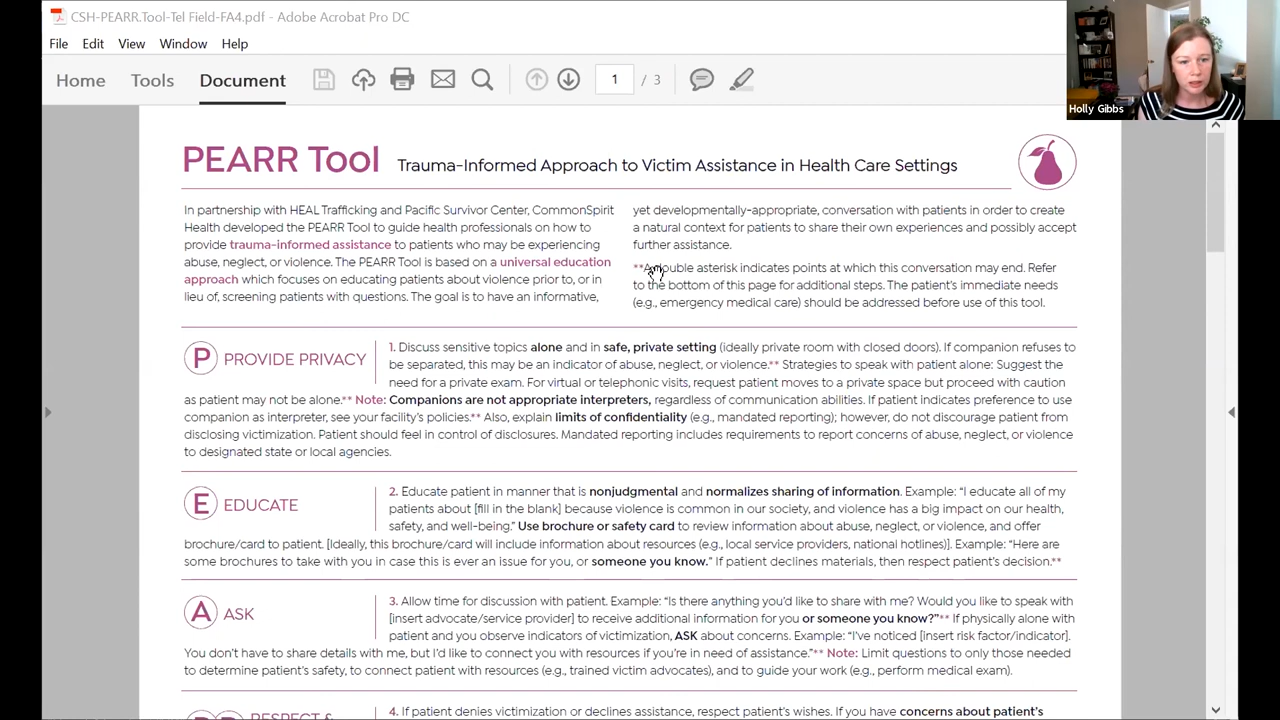 CSH-PEARR.Tool-Tel Field-FA4.pdf - Adobe Acrobat Pro DC
File Edit View Window Help
Home Tools Document 1 / 3
Holly Gibbs
PEARR Tool Trauma-Informed Approach to Victim Assistance in Health Care Settings
In partnership with HEAL Trafficking and Pacific Survivor Center, CommonSpirit
Health developed the PEARR Tool to guide health professionals on how to
provide trauma-informed assistance to patients who may be experiencing
abuse, neglect, or violence. The PEARR Tool is based on a universal education
approach which focuses on educating patients about violence prior to, or in
lieu of, screening patients with questions. The goal is to have an informative,
yet developmentally-appropriate, conversation with patients in order to create
a natural context for patients to share their own experiences and possibly accept
further assistance.
**A double asterisk indicates points at which this conversation may end. Refer
to the bottom of this page for additional steps. The patient's immediate needs
(e.g., emergency medical care) should be addressed before use of this tool.
P PROVIDE PRIVACY
1. Discuss sensitive topics alone and in safe, private setting (ideally private room with closed doors). If companion refuses to
be separated, this may be an indicator of abuse, neglect, or violence.** Strategies to speak with patient alone: Suggest the
need for a private exam. For virtual or telephonic visits, request patient moves to a private space but proceed with caution
as patient may not be alone.** Note: Companions are not appropriate interpreters, regardless of communication abilities. If patient indicates preference to use
companion as interpreter, see your facility's policies.** Also, explain limits of confidentiality (e.g., mandated reporting); however, do not discourage patient from
disclosing victimization. Patient should feel in control of disclosures. Mandated reporting includes requirements to report concerns of abuse, neglect, or violence
to designated state or local agencies.
E EDUCATE
2. Educate patient in manner that is nonjudgmental and normalizes sharing of information. Example: "I educate all of my
patients about [fill in the blank] because violence is common in our society, and violence has a big impact on our health,
safety, and well-being." Use brochure or safety card to review information about abuse, neglect, or violence, and offer
brochure/card to patient. [Ideally, this brochure/card will include information about resources (e.g., local service providers, national hotlines)]. Example: "Here are
some brochures to take with you in case this is ever an issue for you, or someone you know." If patient declines materials, then respect patient's decision.**
A ASK
3. Allow time for discussion with patient. Example: "Is there anything you'd like to share with me? Would you like to speak with
[insert advocate/service provider] to receive additional information for you or someone you know?"** If physically alone with
patient and you observe indicators of victimization, ASK about concerns. Example: "I've noticed [insert risk factor/indicator].
You don't have to share details with me, but I'd like to connect you with resources if you're in need of assistance."** Note: Limit questions to only those needed
to determine patient's safety, to connect patient with resources (e.g., trained victim advocates), and to guide your work (e.g., perform medical exam).
RESPECT &
4. If patient denies victimization or declines assistance, respect patient's wishes. If you have concerns about patient's